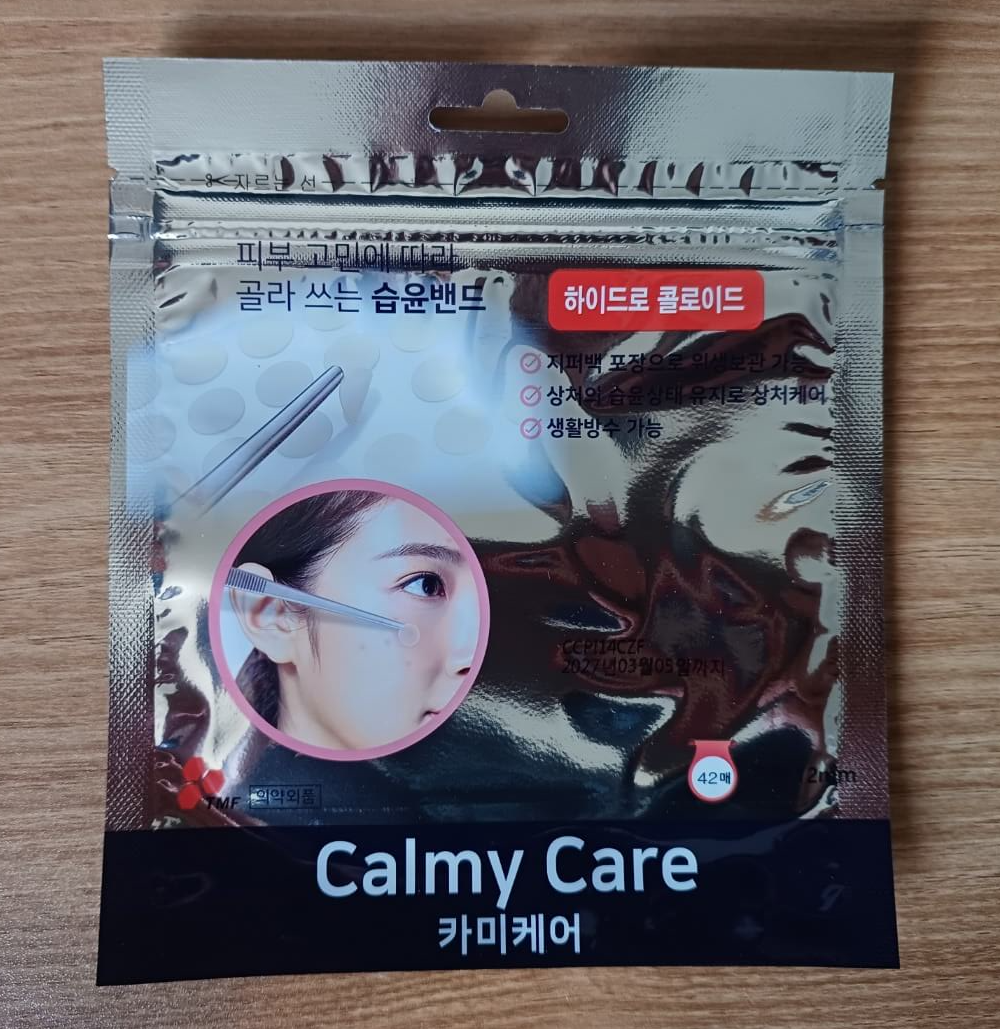 자르는 선
피부 고민에 따라
골라 쓰는 습윤밴드
하이드로 콜로이드
지퍼백 포장으로 위생보관 가능
상처의 습윤상태 유지로 상처케어
생활방수 가능
2027년03월05일까지
42매
2mm
TMF
의약외품
Calmy Care
카미케어